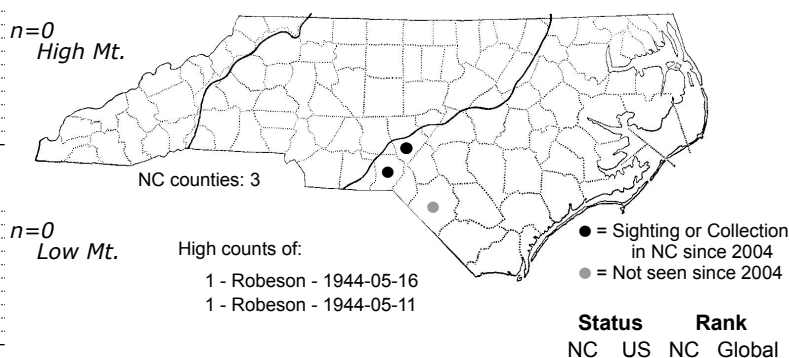 n=0
High Mt.
NC counties: 3
n=0
Low Mt.
High counts of:
1 - Robeson - 1944-05-16
1 - Robeson - 1944-05-11
= Sighting or Collection
in NC since 2004
= Not seen since 2004
Status Rank
NC US NC Global